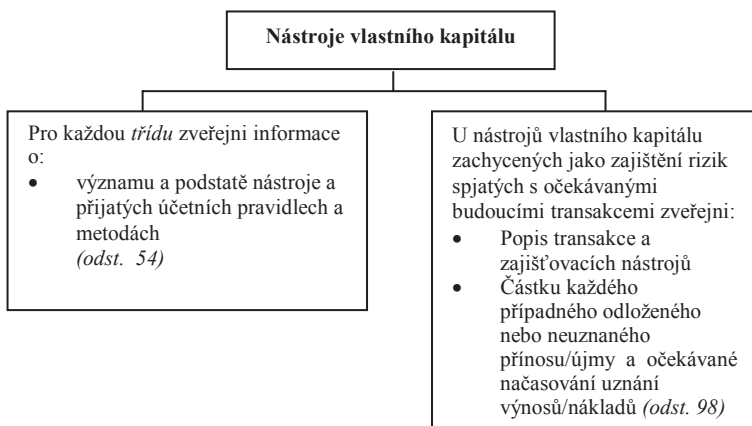 Nástroje vlastního kapitálu
Pro každou třídu zveřejni informace
o:
• významu a podstatě nástroje a
přijatých účetních pravidlech a
metodách
(odst. 54)
U nástrojů vlastního kapitálu
zachycených jako zajištění rizik
spjatých s očekávanými
budoucími transakcemi zveřejni:
• Popis transakce a
zajišťovacích nástrojů
• Částku každého
případného odloženého
nebo neuznaného
přínosu/újmy a očekávané
načasování uznání
výnosů/nákladů (odst. 98)